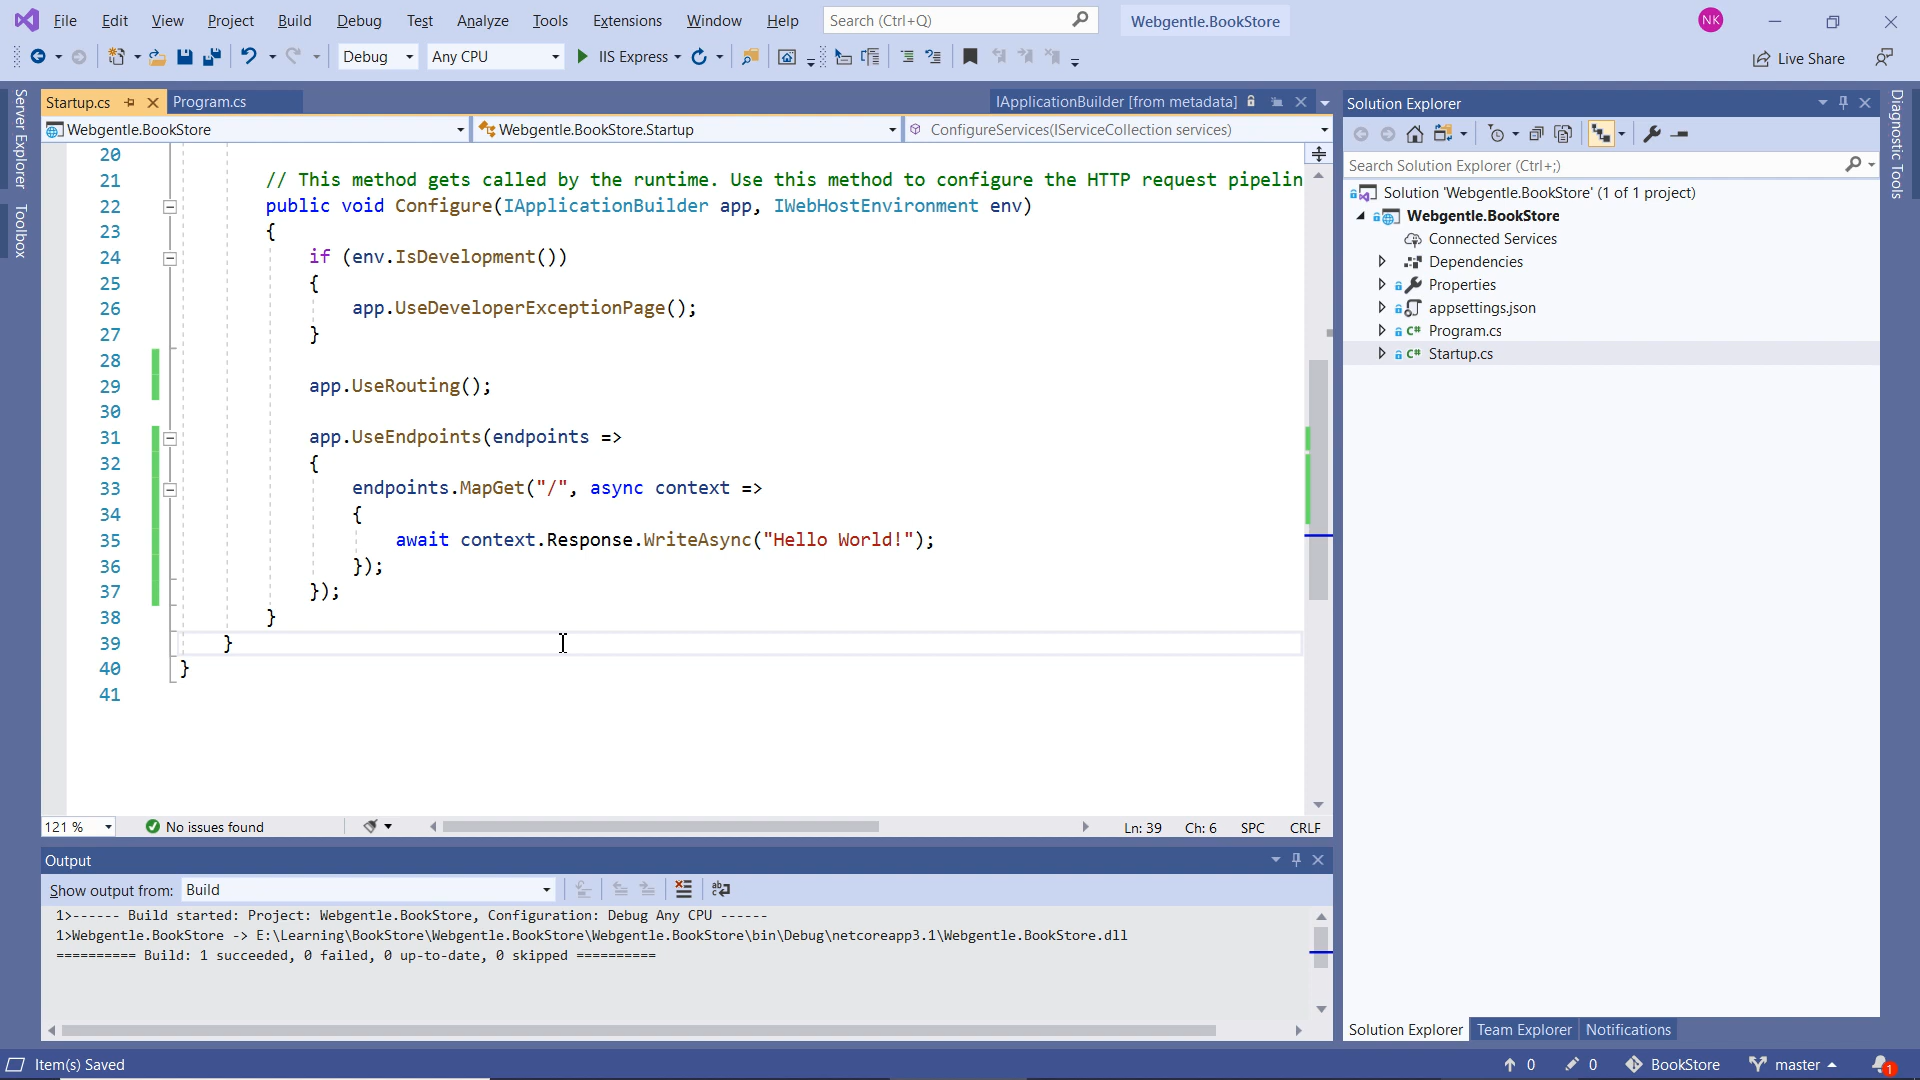 File Edit View Project Build Debug Test Analyze Tools Extensions Window Help Search (Ctrl+Q) Webgentle.BookStore NK
Debug Any CPU IIS Express Live Share
Server Explorer
Toolbox
Startup.cs Program.cs IApplicationBuilder [from metadata]
Webgentle.BookStore Webgentle.BookStore.Startup ConfigureServices(IServiceCollection services)
20
21 // This method gets called by the runtime. Use this method to configure the HTTP request pipelin
22 public void Configure(IApplicationBuilder app, IWebHostEnvironment env)
23 {
24 if (env.IsDevelopment())
25 {
26 app.UseDeveloperExceptionPage();
27 }
28
29 app.UseRouting();
30
31 app.UseEndpoints(endpoints =>
32 {
33 endpoints.MapGet("/", async context =>
34 {
35 await context.Response.WriteAsync("Hello World!");
36 });
37 });
38 }
39 }
40 }
41
121 % No issues found Ln: 39 Ch: 6 SPC CRLF
Output
Show output from: Build
1>------ Build started: Project: Webgentle.BookStore, Configuration: Debug Any CPU ------
1>Webgentle.BookStore -> E:\Learning\BookStore\Webgentle.BookStore\Webgentle.BookStore\bin\Debug\netcoreapp3.1\Webgentle.BookStore.dll
========== Build: 1 succeeded, 0 failed, 0 up-to-date, 0 skipped ==========
Solution Explorer
Search Solution Explorer (Ctrl+;)
Solution 'Webgentle.BookStore' (1 of 1 project)
Webgentle.BookStore
Connected Services
Dependencies
Properties
appsettings.json
C# Program.cs
C# Startup.cs
Solution Explorer Team Explorer Notifications
Diagnostic Tools
Item(s) Saved 0 0 BookStore master 1